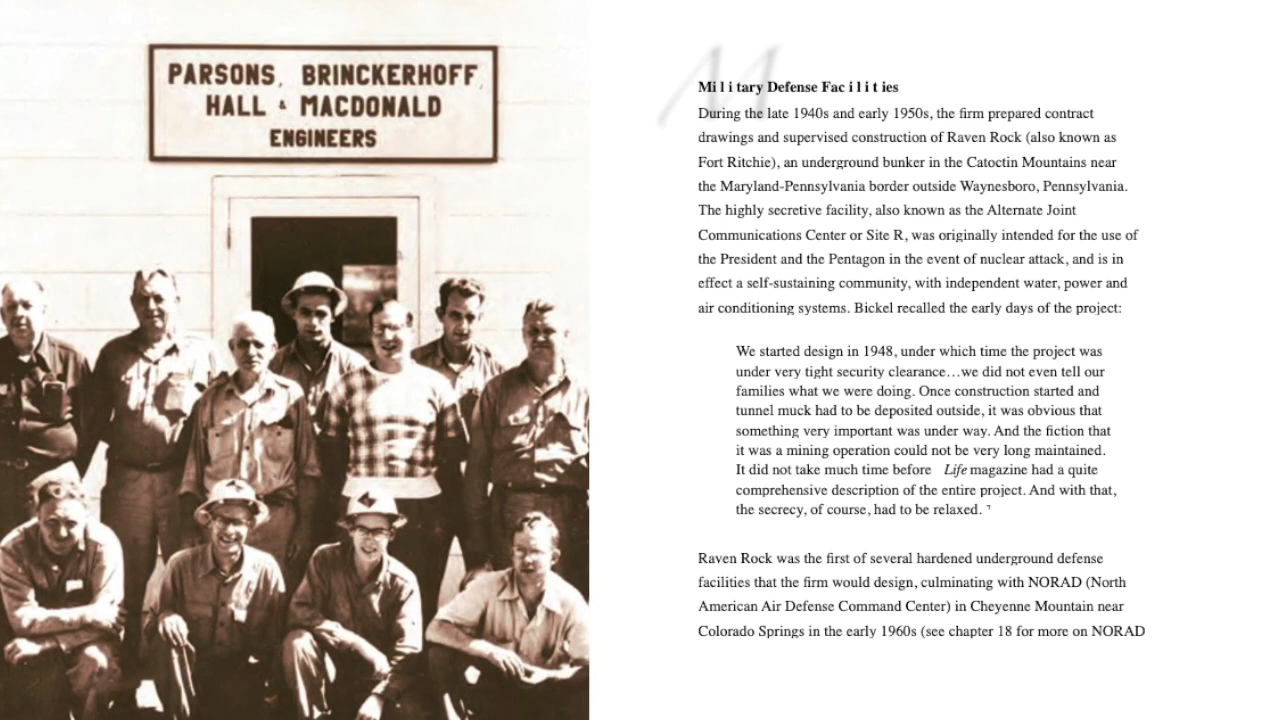 PARSONS, BRINCKERHOFF,
HALL & MACDONALD
ENGINEERS
M
Military Defense Facilities
During the late 1940s and early 1950s, the firm prepared contract
drawings and supervised construction of Raven Rock (also known as
Fort Ritchie), an underground bunker in the Catoctin Mountains near
the Maryland-Pennsylvania border outside Waynesboro, Pennsylvania.
The highly secretive facility, also known as the Alternate Joint
Communications Center or Site R, was originally intended for the use of
the President and the Pentagon in the event of nuclear attack, and is in
effect a self-sustaining community, with independent water, power and
air conditioning systems. Bickel recalled the early days of the project:
We started design in 1948, under which time the project was
under very tight security clearance…we did not even tell our
families what we were doing. Once construction started and
tunnel muck had to be deposited outside, it was obvious that
something very important was under way. And the fiction that
it was a mining operation could not be very long maintained.
It did not take much time before Life magazine had a quite
comprehensive description of the entire project. And with that,
the secrecy, of course, had to be relaxed. 7
Raven Rock was the first of several hardened underground defense
facilities that the firm would design, culminating with NORAD (North
American Air Defense Command Center) in Cheyenne Mountain near
Colorado Springs in the early 1960s (see chapter 18 for more on NORAD